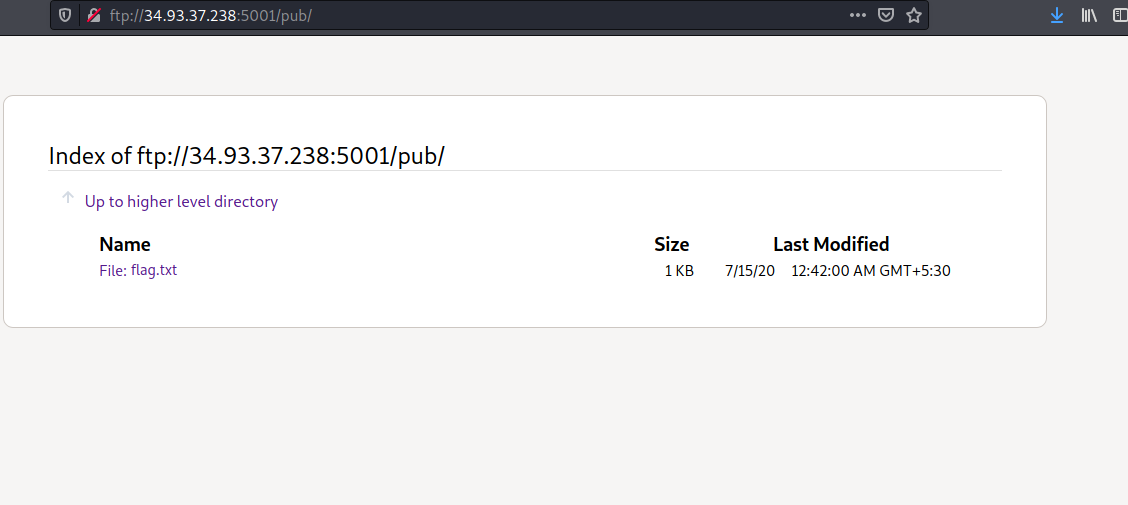 ftp://34.93.37.238:5001/pub/
Index of ftp://34.93.37.238:5001/pub/
Up to higher level directory
Name Size Last Modified
File: flag.txt 1 KB 7/15/20 12:42:00 AM GMT+5:30